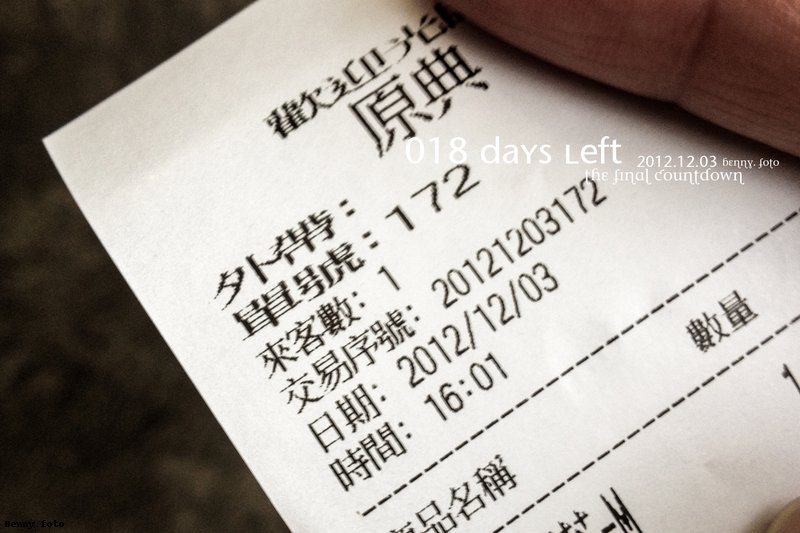 歡迎光臨
原典
018 days Left 2012.12.03 Benny. foto
the final countdown
外帶:
單號: 172
來客數: 1
交易序號: 20121203172
日期: 2012/12/03
時間: 16:01
數量
商品名稱
1
Benny. foto